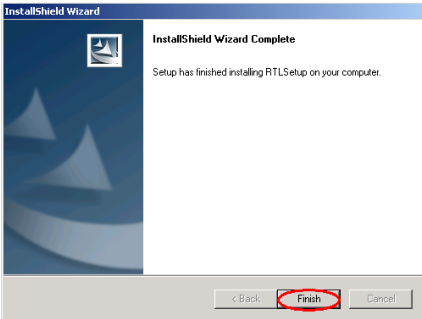 InstallShield Wizard
InstallShield Wizard Complete
Setup has finished installing RTLSetup on your computer.
< Back
Finish
Cancel